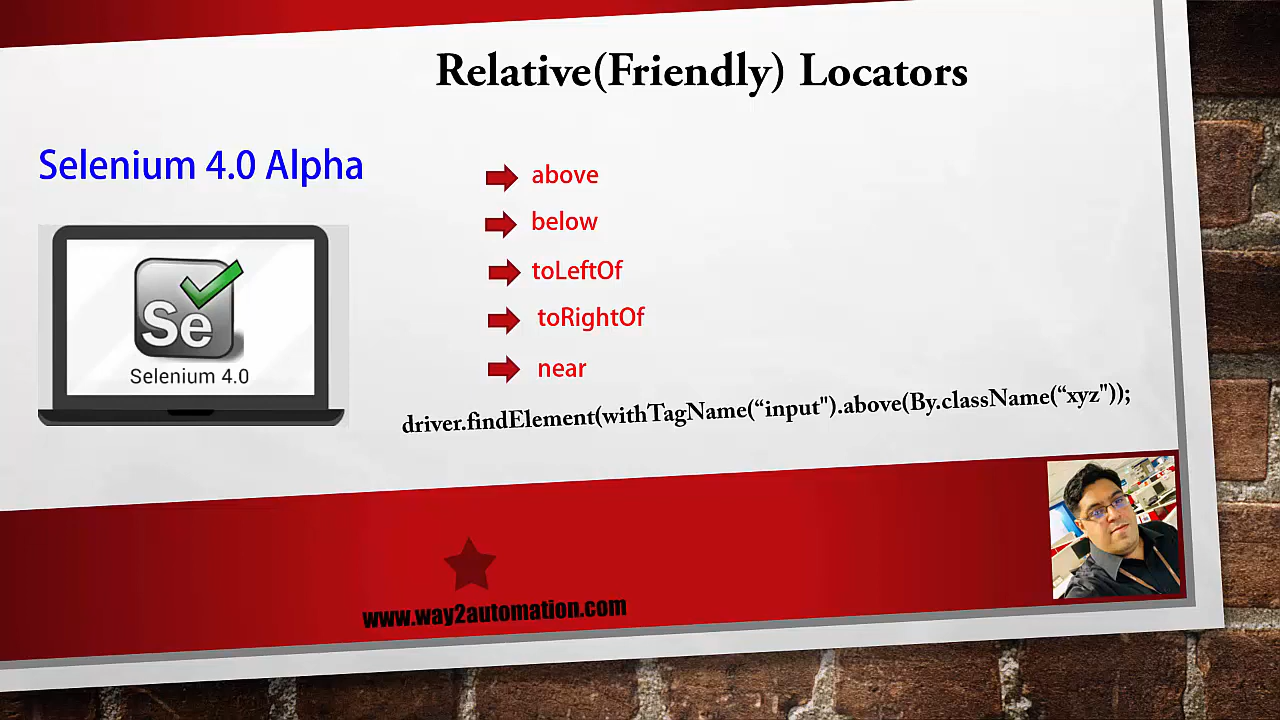 Relative(Friendly) Locators
Selenium 4.0 Alpha
above
below
toLeftOf
toRightOf
near
Se
Selenium 4.0
driver.findElement(withTagName(“input").above(By.className(“xyz"));
www.way2automation.com